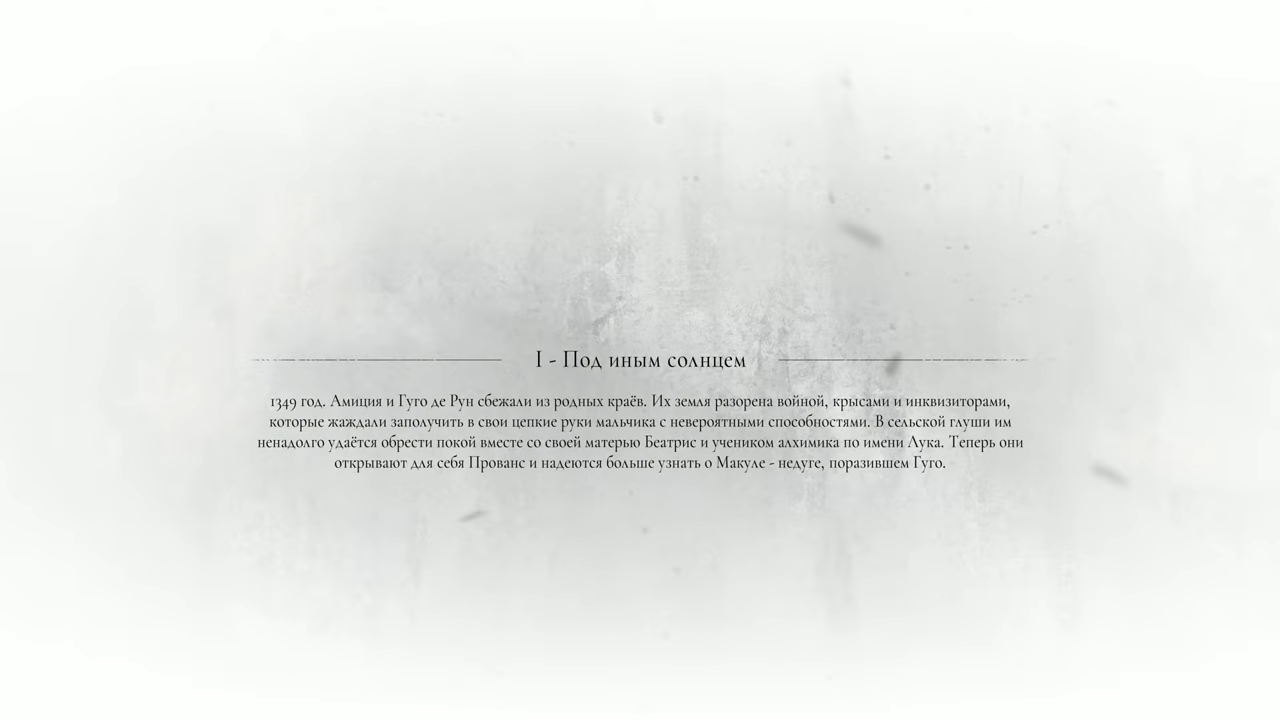 I - Под иным солнцем
1349 год. Амиция и Гуго де Рун сбежали из родных краёв. Их земля разорена войной, крысами и инквизиторами,
которые жаждали заполучить в свои цепкие руки мальчика с невероятными способностями. В сельской глуши им
ненадолго удаётся обрести покой вместе со своей матерью Беатрис и учеником алхимика по имени Лука. Теперь они
открывают для себя Прованс и надеются больше узнать о Макуле - недуге, поразившем Гуго.